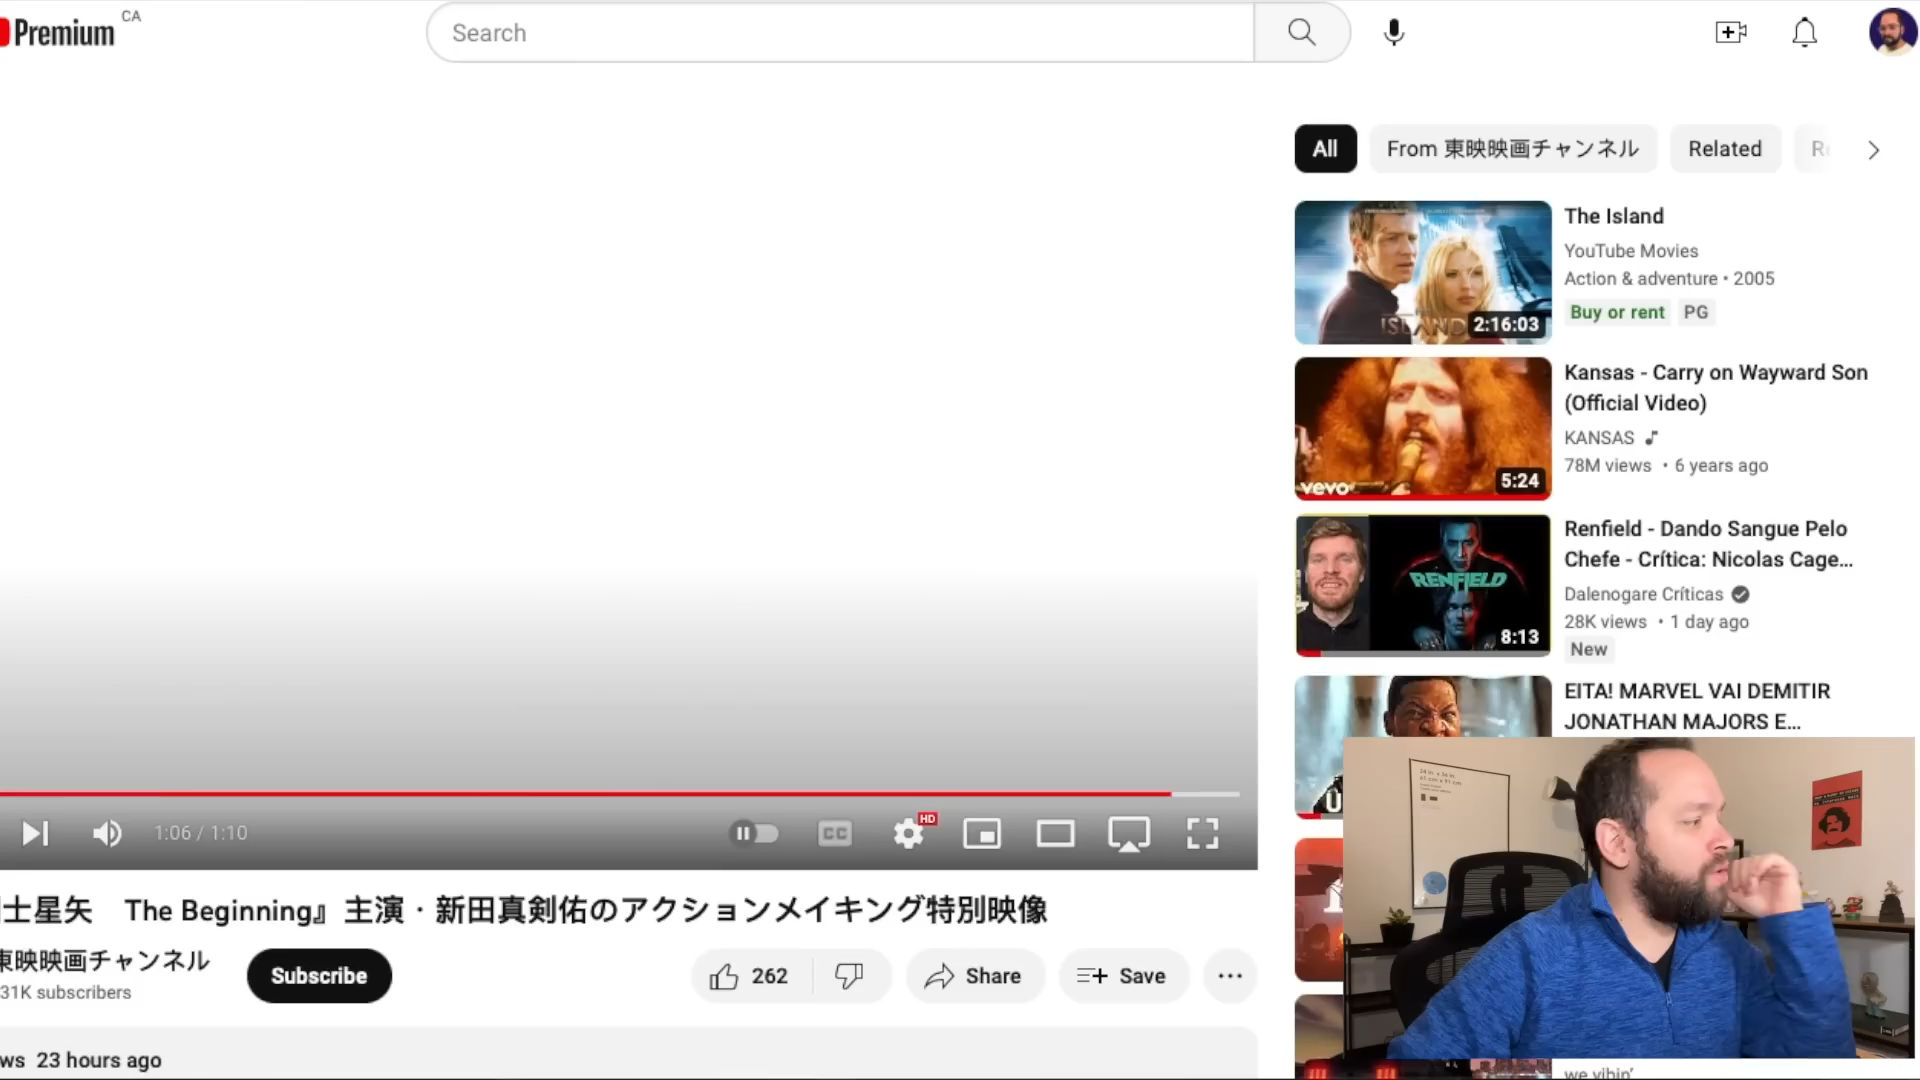 Premium CA
Search
All
From 東映映画チャンネル
Related
The Island
YouTube Movies
Action & adventure • 2005
Buy or rent PG
ISLAND
2:16:03
Kansas - Carry on Wayward Son
(Official Video)
KANSAS
78M views • 6 years ago
vevo
5:24
Renfield - Dando Sangue Pelo
Chefe - Crítica: Nicolas Cage...
Dalenogare Críticas
28K views • 1 day ago
New
RENFIELD
8:13
EITA! MARVEL VAI DEMITIR
JONATHAN MAJORS E...
1:06 / 1:10
CC
HD
士星矢 The Beginning』主演・新田真剣佑のアクションメイキング特別映像
東映映画チャンネル
31K subscribers
Subscribe
262
Share
Save
ws 23 hours ago
we vibin'